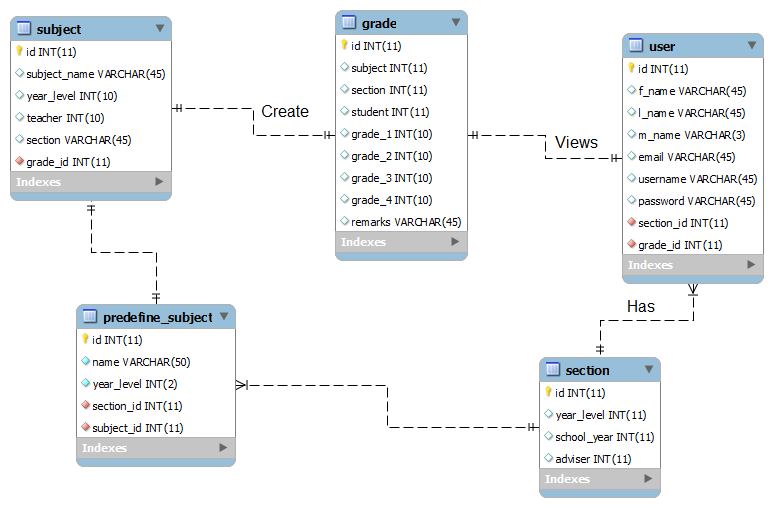 subject
id INT(11)
subject_name VARCHAR(45)
year_level INT(10)
teacher INT(10)
section VARCHAR(45)
grade_id INT(11)
Indexes
Create
grade
id INT(11)
subject INT(11)
section INT(11)
student INT(11)
grade_1 INT(10)
grade_2 INT(10)
grade_3 INT(10)
grade_4 INT(10)
remarks VARCHAR(45)
Indexes
Views
user
id INT(11)
f_name VARCHAR(45)
l_name VARCHAR(45)
m_name VARCHAR(3)
email VARCHAR(45)
username VARCHAR(45)
password VARCHAR(45)
section_id INT(11)
grade_id INT(11)
Indexes
Has
predefine_subject
id INT(11)
name VARCHAR(50)
year_level INT(2)
section_id INT(11)
subject_id INT(11)
Indexes
section
id INT(11)
year_level INT(11)
school_year INT(11)
adviser INT(11)
Indexes